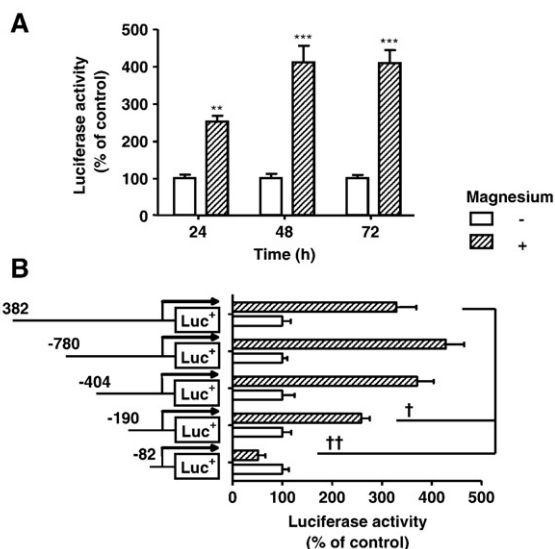 A
500
400
300
200
100
0
Luciferase activity
(% of control)
**
***
***
24 48 72
Time (h)
Magnesium
-
+
B
382
Luc+
-780
Luc+
-404
Luc+
-190
Luc+
-82
Luc+
†
††
0 100 200 300 400 500
Luciferase activity
(% of control)